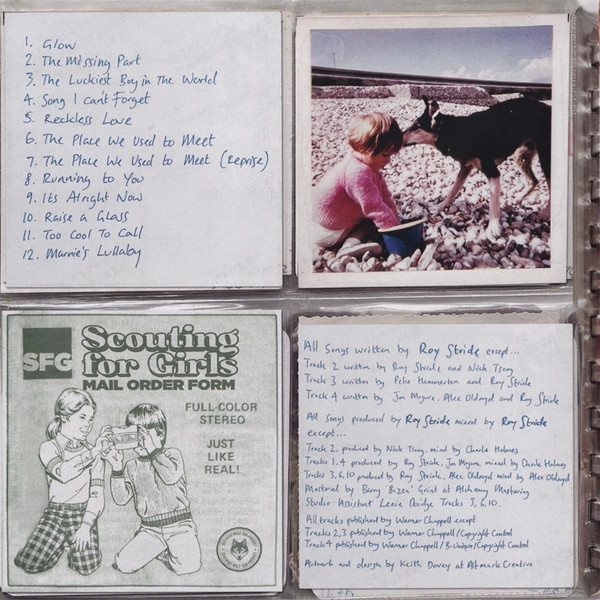 1. Glow
2. The Missing Part
3. The Luckiest Boy in The World
4. Song I can't Forget
5. Reckless Love
6. The Place We Used to Meet
7. The Place We Used to Meet (Reprise)
8. Running to You
9. Its Alright Now
10. Raise a Glass
11. Too Cool To Call
12. Marnie's Lullaby
SFG
Scouting
for Girls
MAIL ORDER FORM
FULL-COLOR
STEREO
JUST
LIKE
REAL!
All Songs written by Roy Stride except...
Track 2 written by Roy Stride and Nick Tsang
Track 3 written by Pete Hammerton and Roy Stride
Track 4 written by Jon Maguire, Alex Oldroyd and Roy Stride
All songs produced by Roy Stride mixed by Roy Stride
except...
Track 2, produced by Nick Tsang, mixed by Charlie Holmes
Tracks 1, 4 produced by Roy Stride, Jon Maguire, mixed by Charlie Holmes
Tracks 3, 6, 10 produced by Roy Stride, Alex Oldroyd mixed by Alex Oldroyd
Mastered by Barry Grint at Alchemy Mastering
Studio Assistant Tracks 3, 6, 10.
All tracks published by Warner Chappell except
Tracks 2, 3 published by Warner Chappell / Copyright Control
Track 4 published by Warner Chappell / B-Unique / Copyright Control
Artwork and design by Keith Davey at Altmark Creative